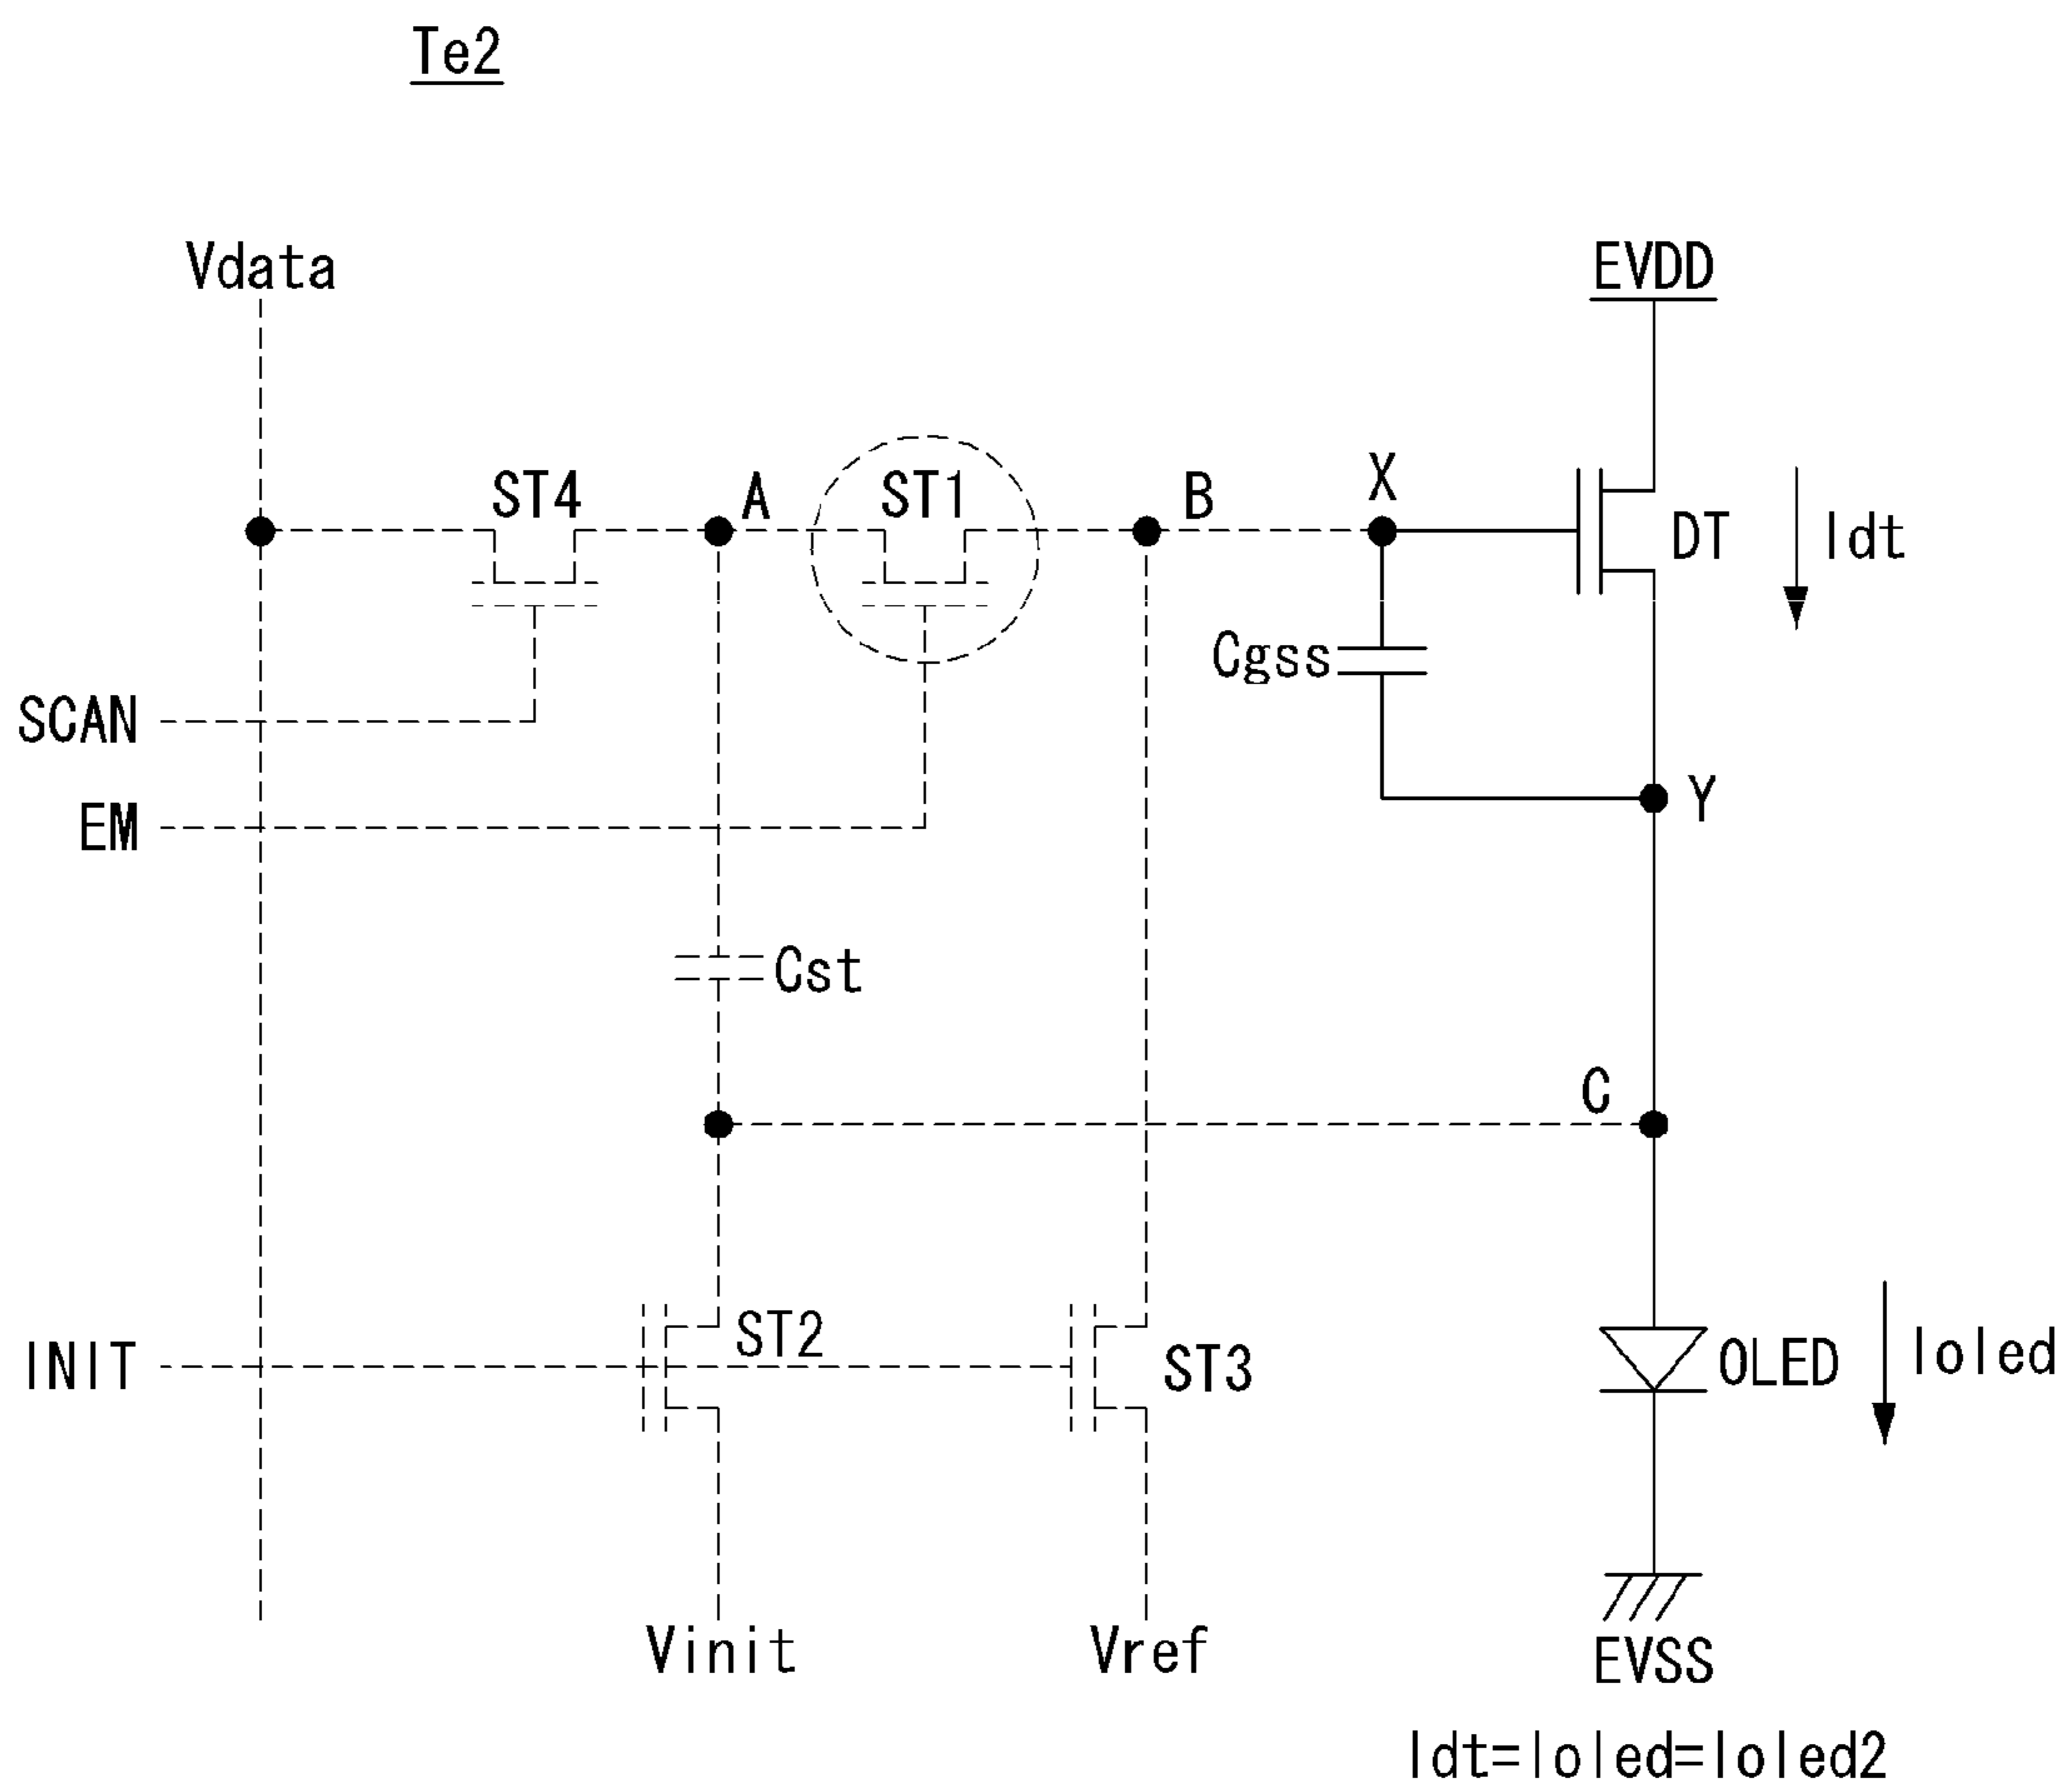 Te2
Vdata
EVDD
ST4
A
ST1
B
X
DT
Idt
Cgss
SCAN
EM
Y
Cst
C
INIT
ST2
ST3
OLED
Ioled
Vinit
Vref
EVSS
Idt=Ioled=Ioled2